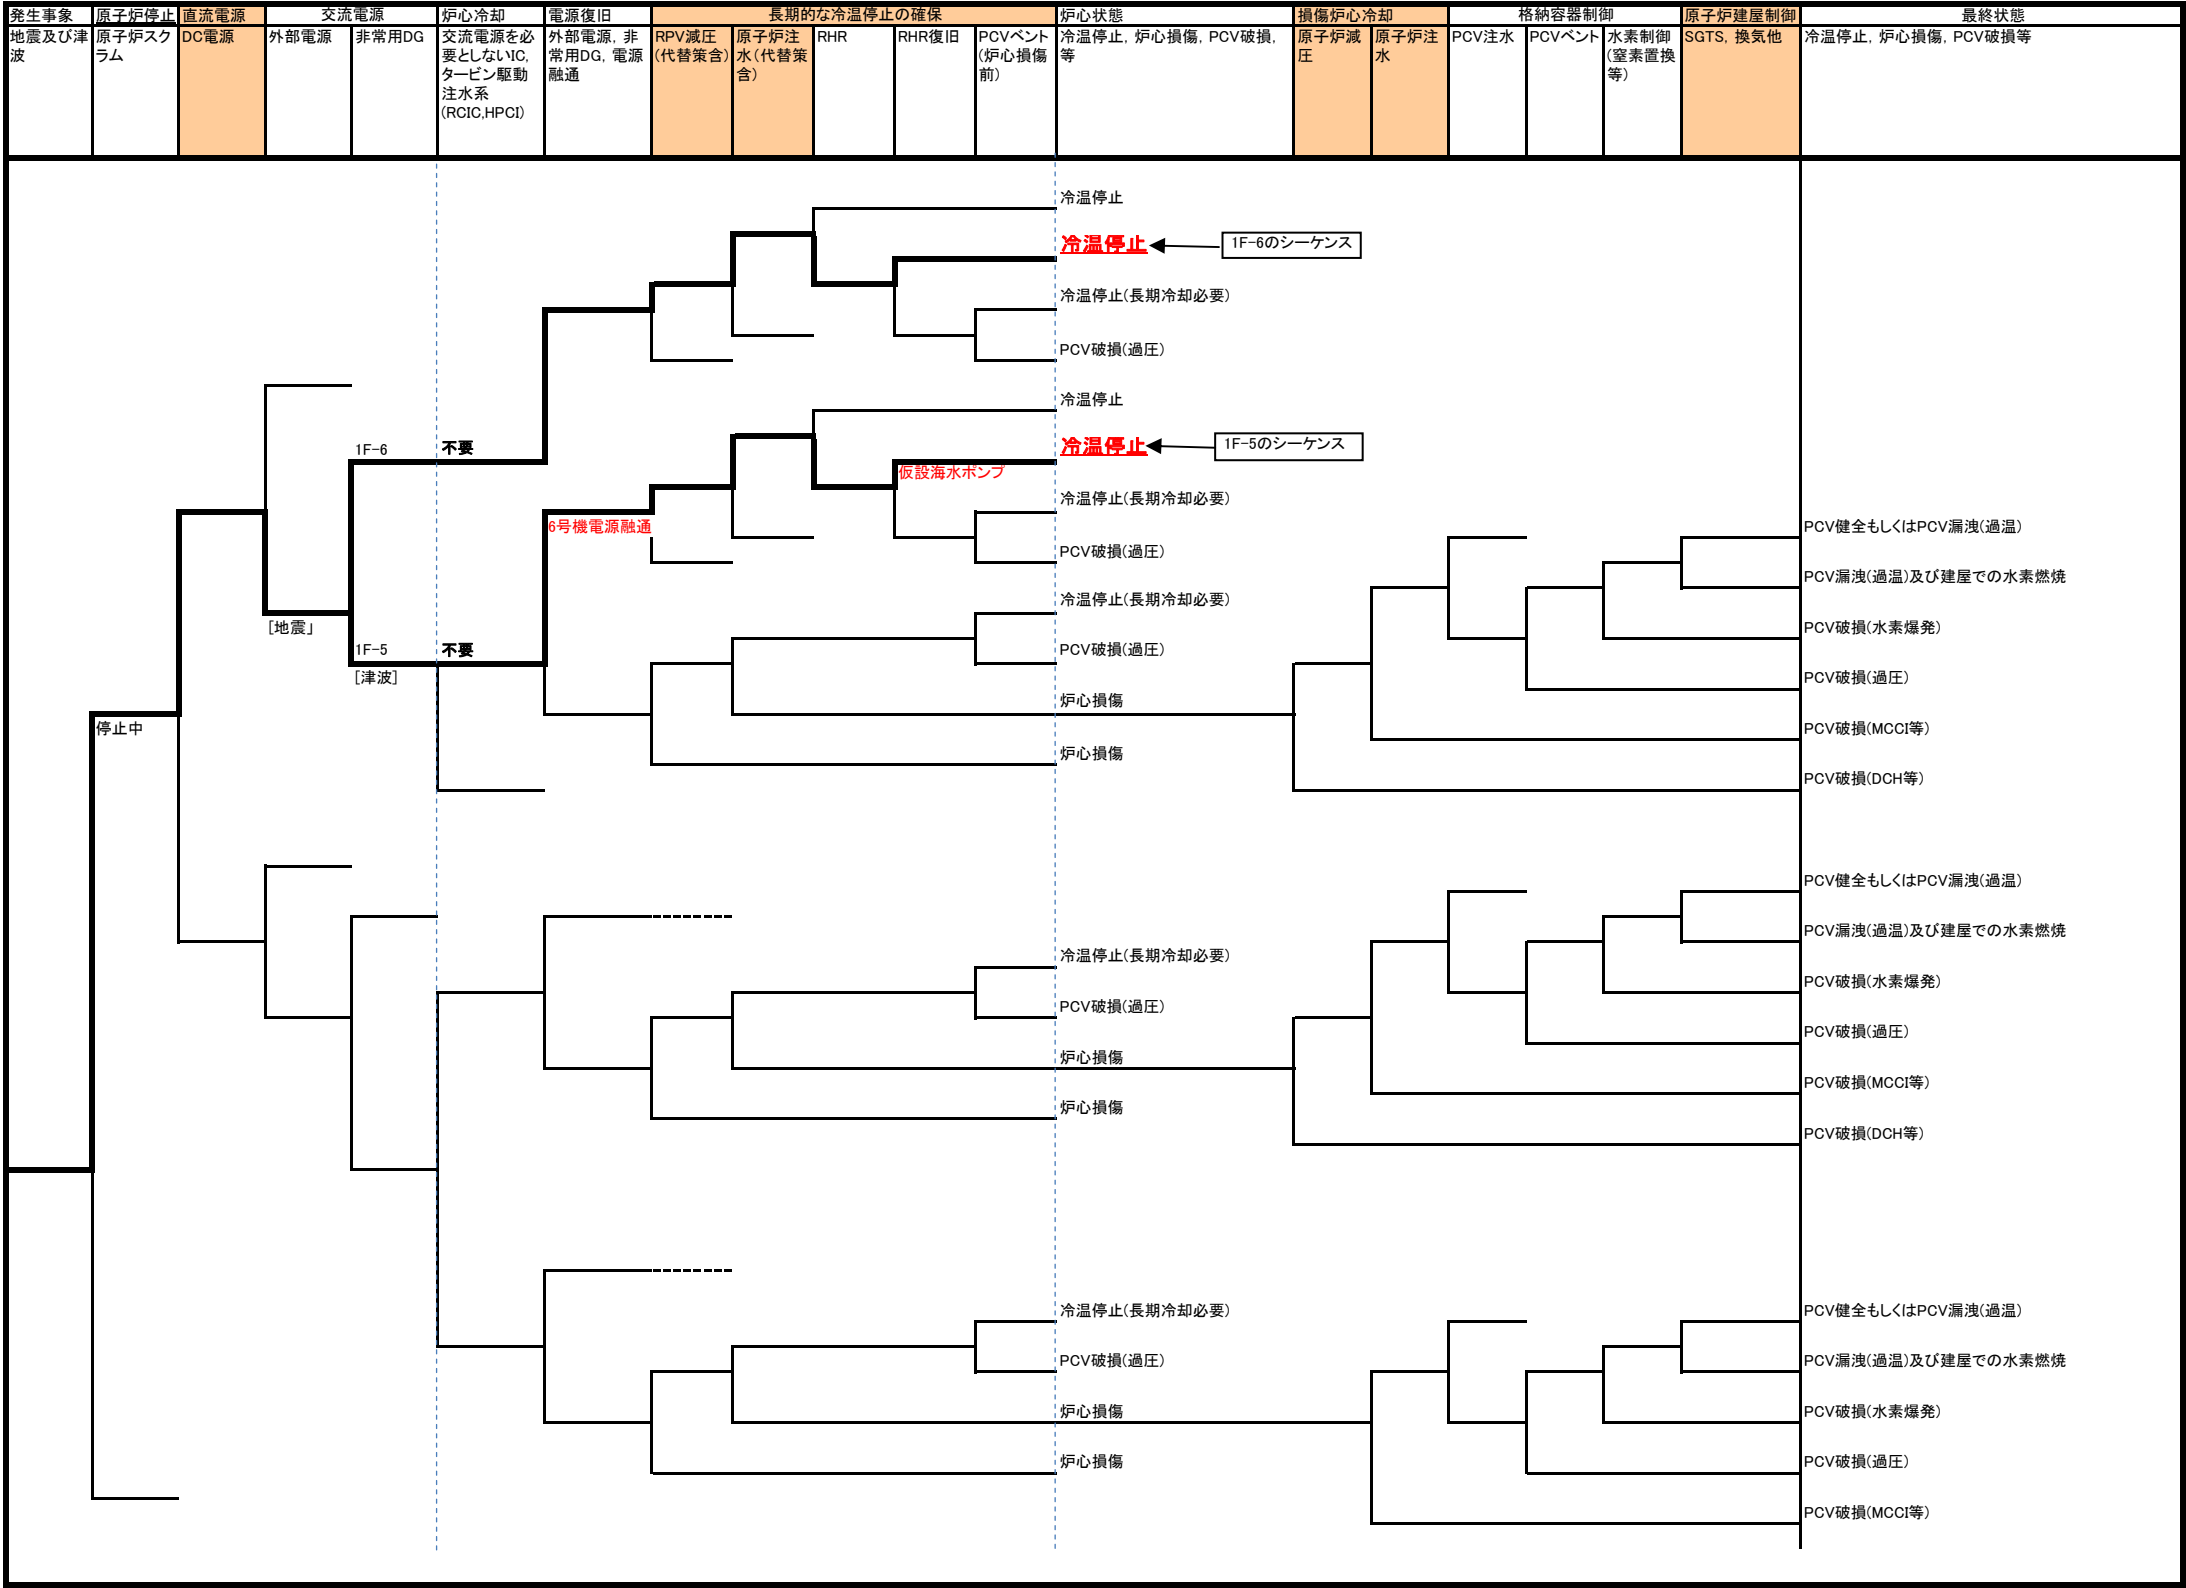 発生事象
原子炉停止
直流電源
交流電源
炉心冷却
電源復旧
長期的な冷温停止の確保
炉心状態
損傷炉心冷却
格納容器制御
原子炉建屋制御
最終状態
地震及び津
波
原子炉スク
ラム
DC電源
外部電源
非常用DG
交流電源を必
要としないIC,
タービン駆動
注水系
(RCIC,HPCI)
外部電源, 非
常用DG, 電源
融通
RPV減圧
(代替策含)
原子炉注
水(代替策
含)
RHR
RHR復旧
PCVベント
(炉心損傷
前)
冷温停止, 炉心損傷, PCV破損,
等
原子炉減
圧
原子炉注
水
PCV注水
PCVベント
水素制御
(窒素置換
等)
SGTS, 換気他
冷温停止, 炉心損傷, PCV破損等
冷温停止
冷温停止
1F-6のシーケンス
冷温停止(長期冷却必要)
PCV破損(過圧)
冷温停止
1F-6
不要
冷温停止
1F-5のシーケンス
仮設海水ポンプ
冷温停止(長期冷却必要)
6号機電源融通
PCV健全もしくはPCV漏洩(過温)
PCV破損(過圧)
PCV漏洩(過温)及び建屋での水素燃焼
冷温停止(長期冷却必要)
[地震」
PCV破損(水素爆発)
1F-5
不要
PCV破損(過圧)
[津波]
PCV破損(過圧)
炉心損傷
停止中
PCV破損(MCCI等)
炉心損傷
PCV破損(DCH等)
PCV健全もしくはPCV漏洩(過温)
PCV漏洩(過温)及び建屋での水素燃焼
冷温停止(長期冷却必要)
PCV破損(水素爆発)
PCV破損(過圧)
PCV破損(過圧)
炉心損傷
PCV破損(MCCI等)
炉心損傷
PCV破損(DCH等)
冷温停止(長期冷却必要)
PCV健全もしくはPCV漏洩(過温)
PCV破損(過圧)
PCV漏洩(過温)及び建屋での水素燃焼
炉心損傷
PCV破損(水素爆発)
炉心損傷
PCV破損(過圧)
PCV破損(MCCI等)